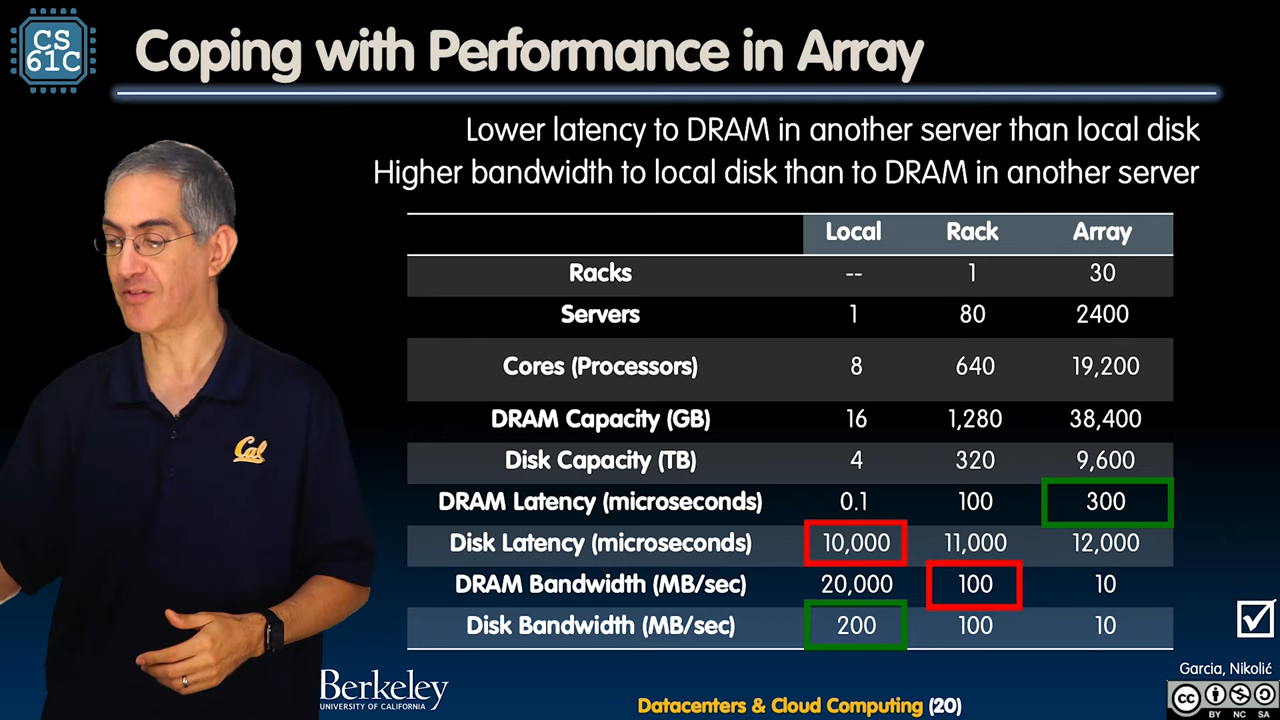 CS
61C
Coping with Performance in Array
Lower latency to DRAM in another server than local disk
Higher bandwidth to local disk than to DRAM in another server
Local Rack Array
Racks -- 1 30
Servers 1 80 2400
Cores (Processors) 8 640 19,200
DRAM Capacity (GB) 16 1,280 38,400
Disk Capacity (TB) 4 320 9,600
DRAM Latency (microseconds) 0.1 100 300
Disk Latency (microseconds) 10,000 11,000 12,000
DRAM Bandwidth (MB/sec) 20,000 100 10
Disk Bandwidth (MB/sec) 200 100 10
Cal
Berkeley
UNIVERSITY OF CALIFORNIA
Datacenters & Cloud Computing (20)
Garcia, Nikolić
cc
BY NC SA